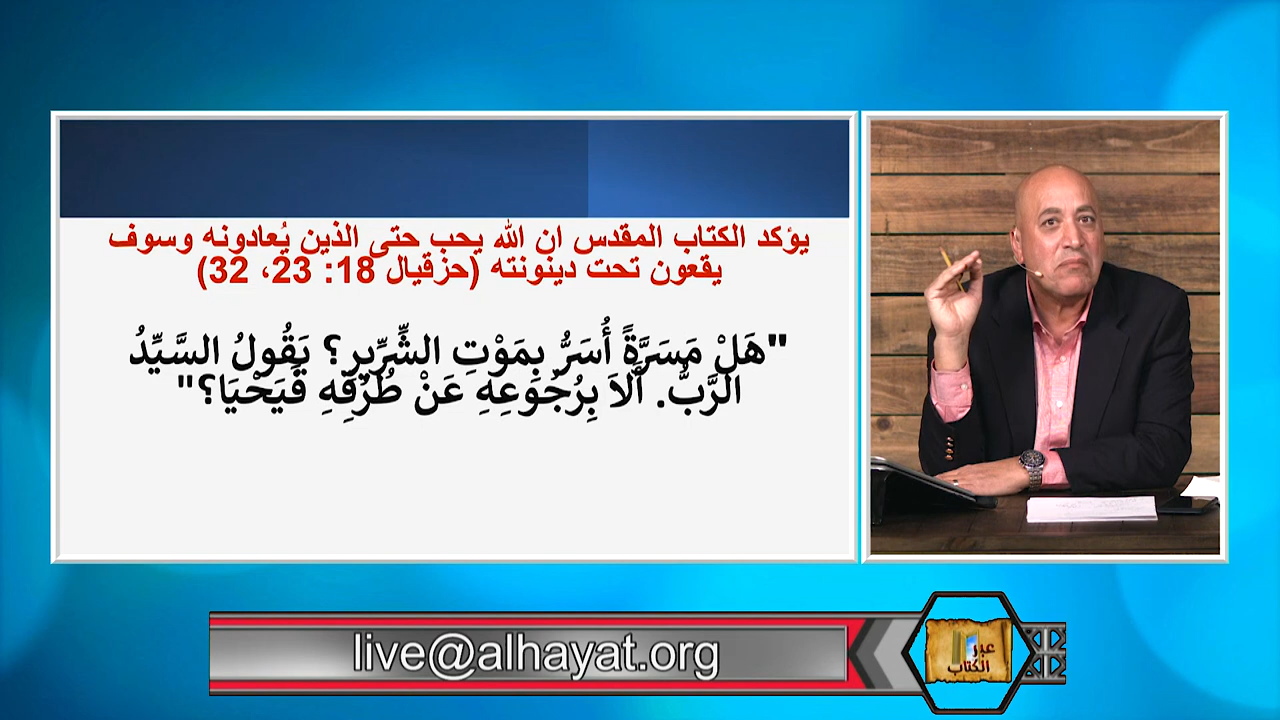 يؤكد الكتاب المقدس ان الله يحب حتى الذين يُعادونه وسوف
يقعون تحت دينونته (حزقيال 18: 23، 32)
"هَلْ مَسَرَّةً أُسَرُّ بِمَوْتِ الشِّرِّيرِ؟ يَقُولُ السَّيِّدُ
الرَّبُّ. أَلاَ بِرُجُوعِهِ عَنْ طُرُقِهِ فَيَحْيَا؟"
live@alhayat.org
عبر
الكتاب